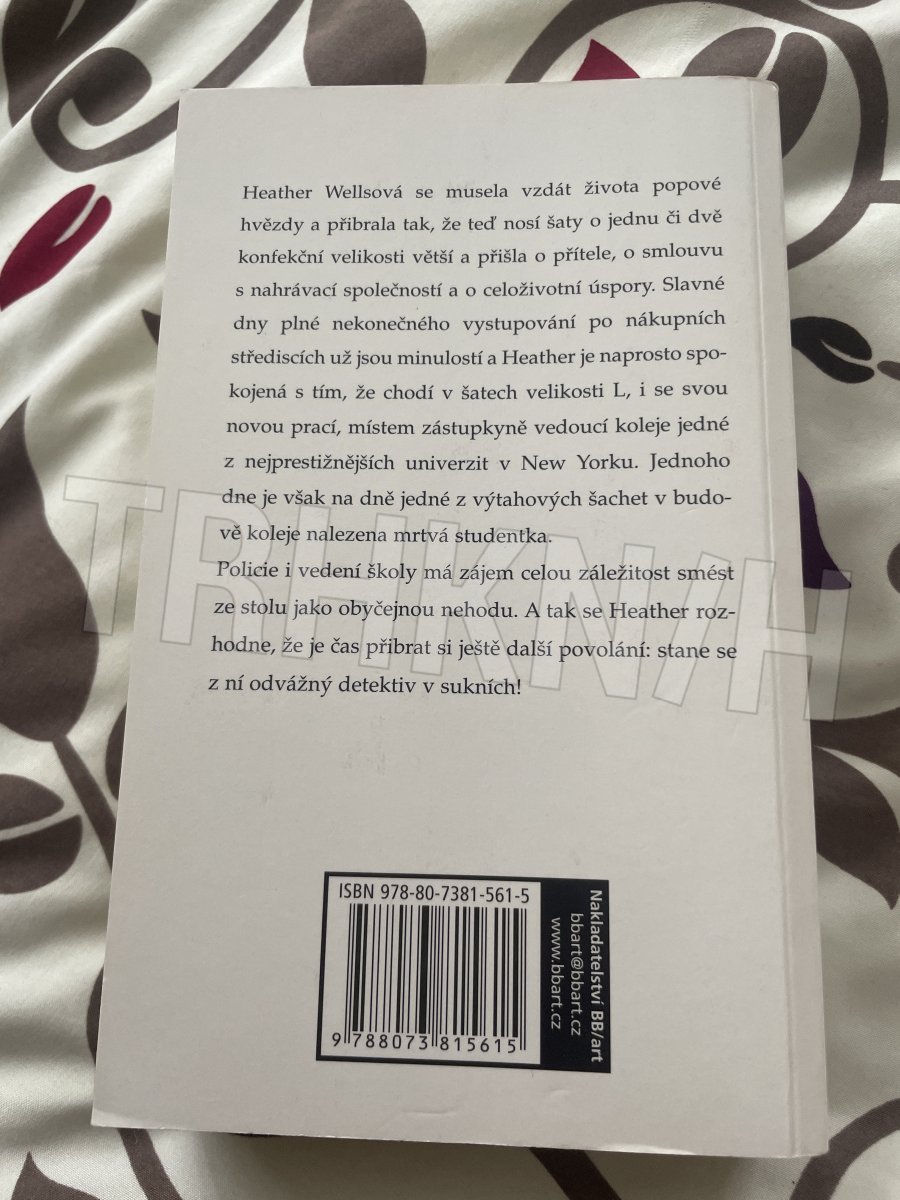 Heather Wellsová se musela vzdát života popové
hvězdy a přibrala tak, že teď nosí šaty o jednu či dvě
konfekční velikosti větší a přišla o přítele, o smlouvu
s nahrávací společností a o celoživotní úspory. Slavné
dny plné nekonečného vystupování po nákupních
střediscích už jsou minulostí a Heather je naprosto spo-
kojená s tím, že chodí v šatech velikosti L, i se svou
novou prací, místem zástupkyně vedoucí koleje jedné
z nejprestižnějších univerzit v New Yorku. Jednoho
dne je však na dně jedné z výtahových šachet v budo-
vě koleje nalezena mrtvá studentka.
Policie i vedení školy má zájem celou záležitost smést
ze stolu jako obyčejnou nehodu. A tak se Heather roz-
hodne, že je čas přibrat si ještě další povolání: stane se
z ní odvážný detektiv v sukních!
TRHKNIH
ISBN 978-80-7381-561-5
9 788073 815615
Nakladatelství BB/art
bbart@bbart.cz
www.bbart.cz